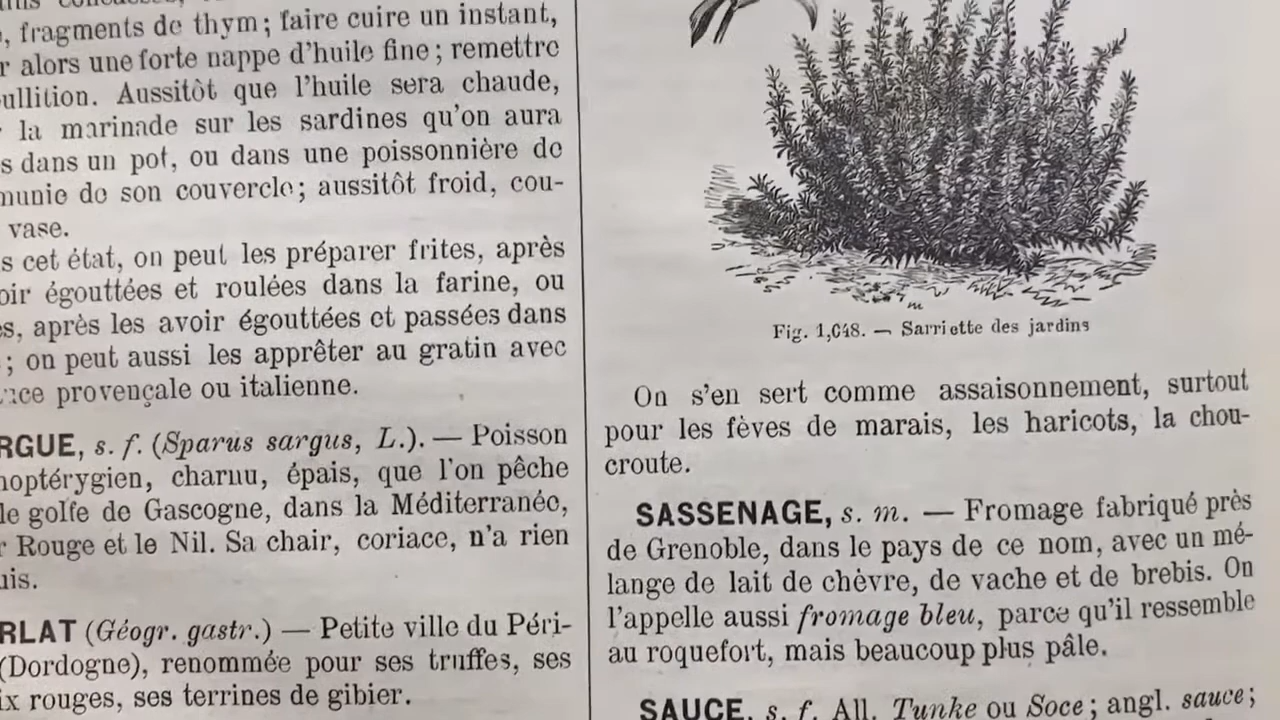 fragments de thym ; faire cuire un instant,
r alors une forte nappe d'huile fine ; remettre
ullition. Aussitôt que l'huile sera chaude,
la marinade sur les sardines qu'on aura
s dans un pot, ou dans une poissonnière de
munie de son couvercle ; aussitôt froid, cou-
vase.
s cet état, on peut les préparer frites, après
oir égouttées et roulées dans la farine, ou
es, après les avoir égouttées et passées dans
; on peut aussi les apprêter au gratin avec
uce provençale ou italienne.
RGUE, s. f. (Sparus sargus, L.). — Poisson
hoptérygien, charnu, épais, que l'on pêche
le golfe de Gascogne, dans la Méditerranée,
r Rouge et le Nil. Sa chair, coriace, n'a rien
uis.
RLAT (Géogr. gastr.) — Petite ville du Péri-
(Dordogne), renommée pour ses truffes, ses
ix rouges, ses terrines de gibier.
Fig. 1,048. — Sarriette des jardins
On s'en sert comme assaisonnement, surtout
pour les fèves de marais, les haricots, la chou-
croute.
SASSENAGE, s. m. — Fromage fabriqué près
de Grenoble, dans le pays de ce nom, avec un mé-
lange de lait de chèvre, de vache et de brebis. On
l'appelle aussi fromage bleu, parce qu'il ressemble
au roquefort, mais beaucoup plus pâle.
SAUCE, s. f. All. Tunke ou Soce ; angl. sauce ;